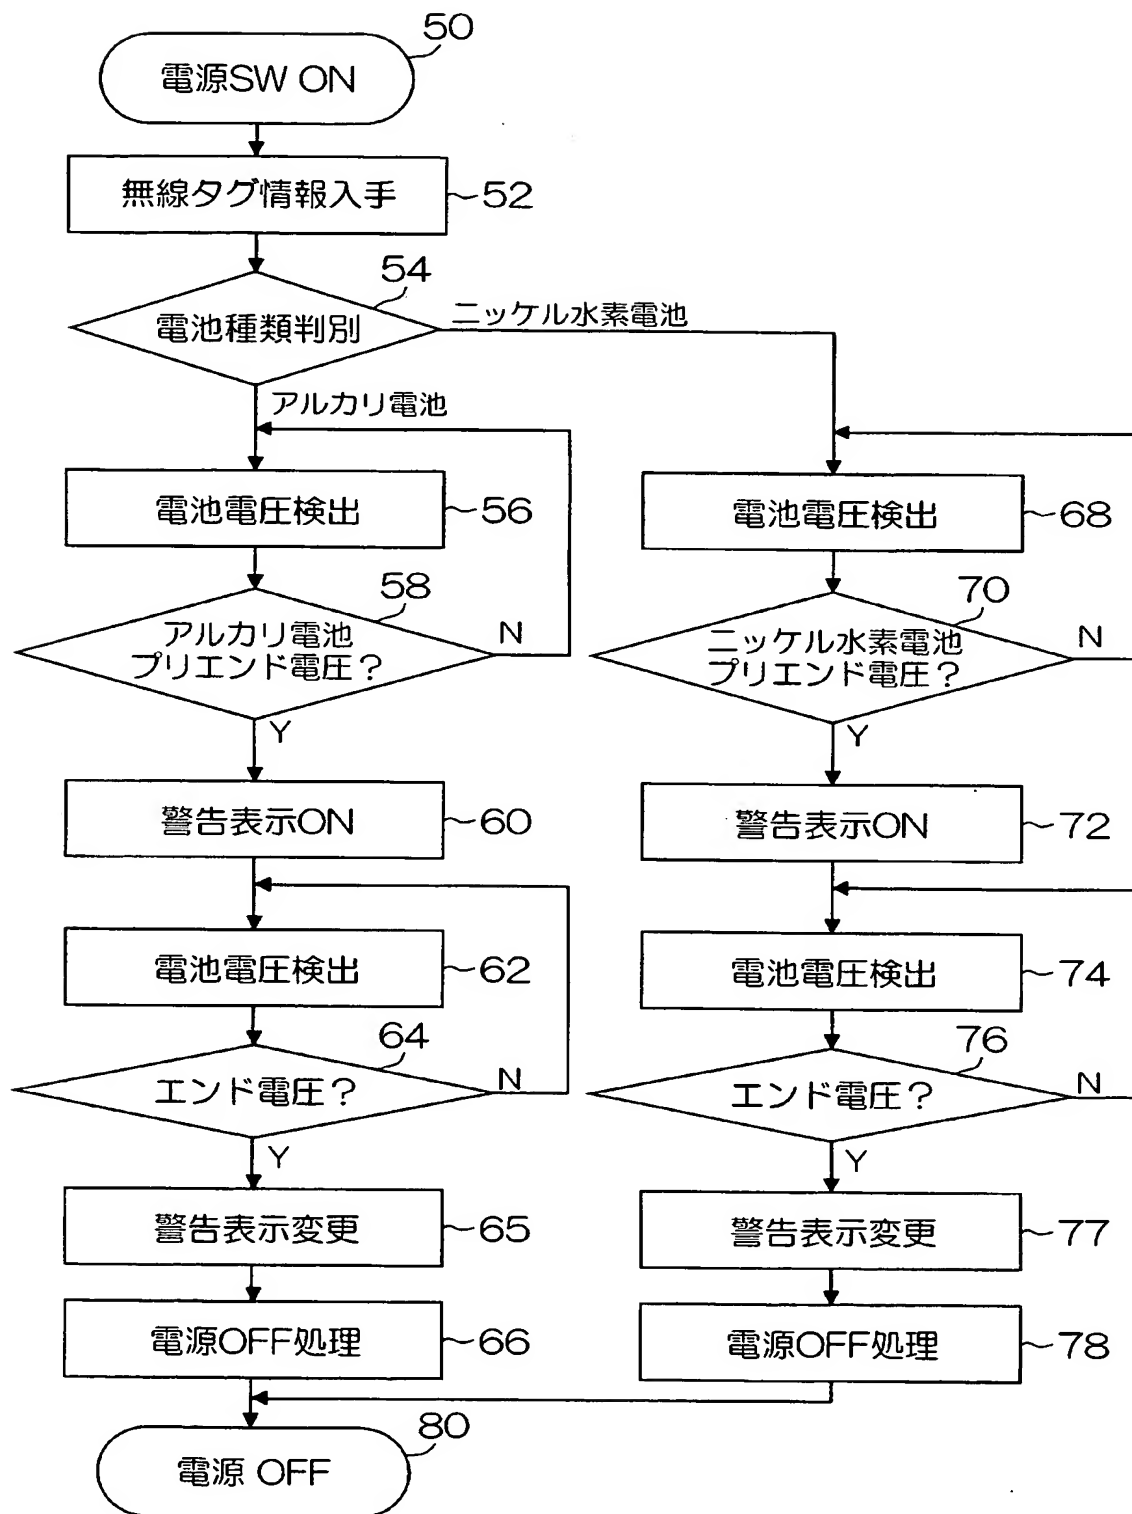 電源SW ON
50
無線タグ情報入手
52
電池種類判別
54
ニッケル水素電池
アルカリ電池
電池電圧検出
56
アルカリ電池
プリエンド電圧?
58
N
Y
警告表示ON
60
電池電圧検出
62
エンド電圧?
64
N
Y
警告表示変更
65
電源OFF処理
66
電池電圧検出
68
ニッケル水素電池
プリエンド電圧?
70
N
Y
警告表示ON
72
電池電圧検出
74
エンド電圧?
76
N
Y
警告表示変更
77
電源OFF処理
78
電源 OFF
80